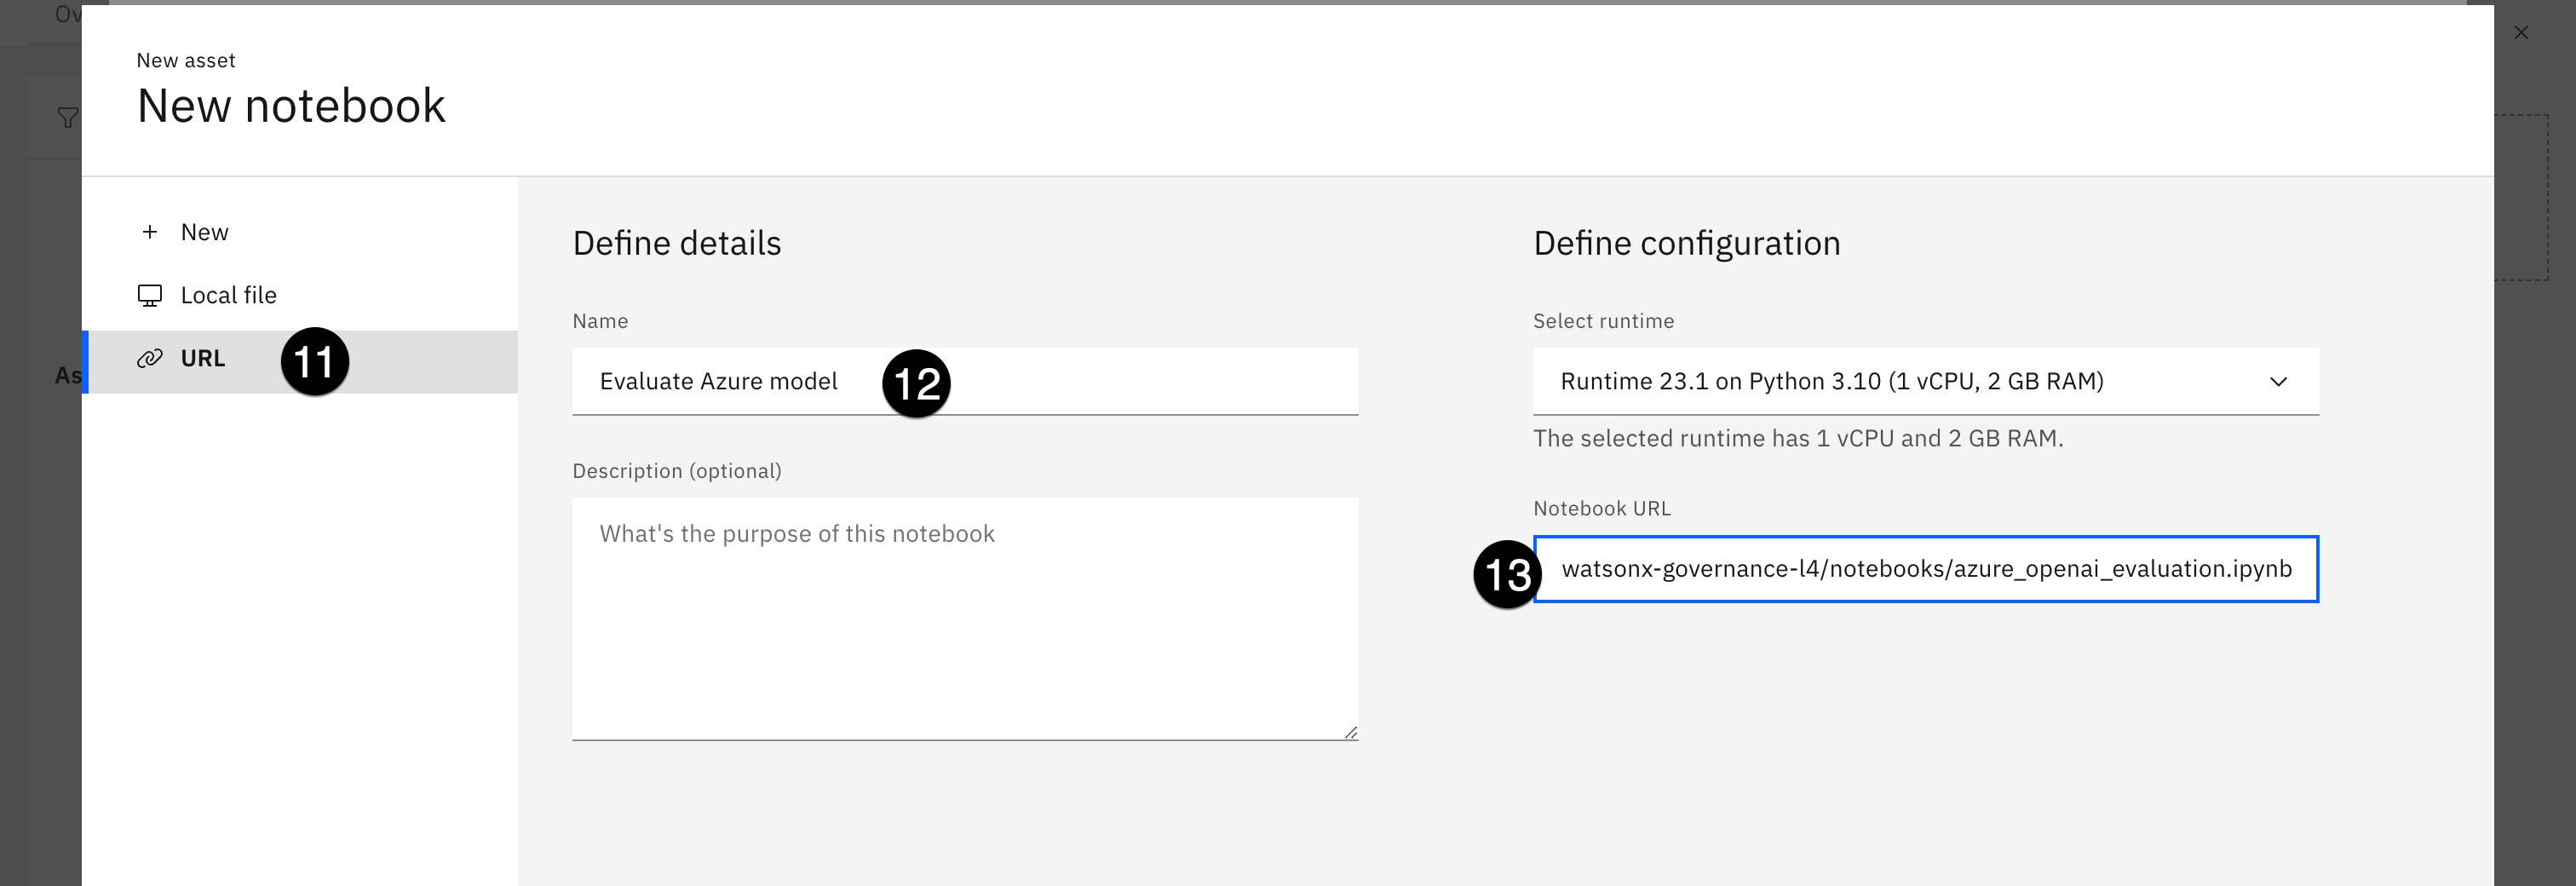 Ov
New asset
New notebook
New
Local file
URL
11
As
Define details
Name
Evaluate Azure model
12
Description (optional)
What's the purpose of this notebook
Define configuration
Select runtime
Runtime 23.1 on Python 3.10 (1 vCPU, 2 GB RAM)
The selected runtime has 1 vCPU and 2 GB RAM.
Notebook URL
13
watsonx-governance-l4/notebooks/azure_openai_evaluation.ipynb